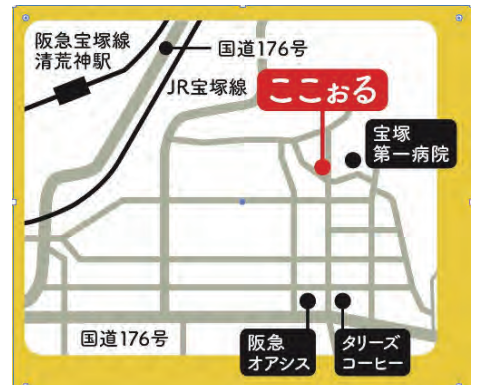 阪急宝塚線
清荒神駅
国道176号
JR宝塚線
ここぉる
宝塚
第一病院
国道176号
阪急
オアシス
タリーズ
コーヒー